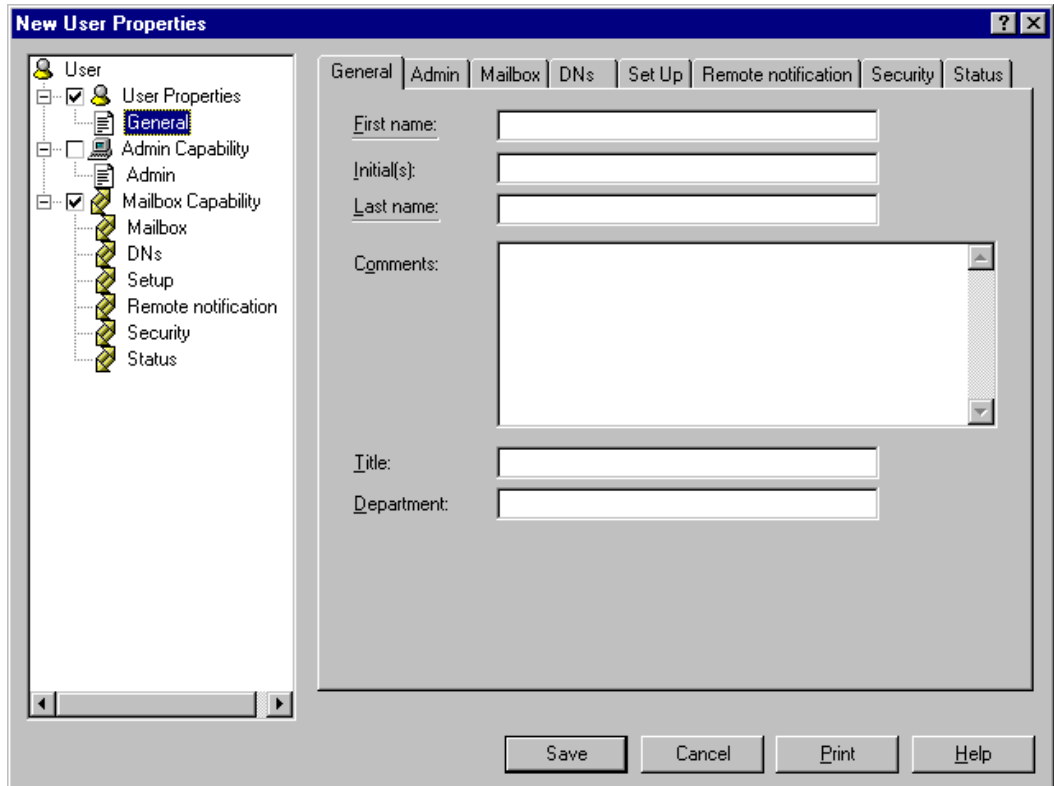 New User Properties
User
User Properties
General
Admin Capability
Admin
Mailbox Capability
Mailbox
DNs
Setup
Remote notification
Security
Status
General Admin Mailbox DNs Set Up Remote notification Security Status
First name:
Initial(s):
Last name:
Comments:
Title:
Department:
Save Cancel Print Help